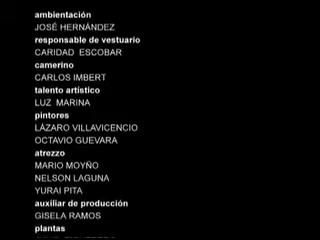 ambientación
JOSÉ HERNÁNDEZ
responsable de vestuario
CARIDAD ESCOBAR
camerino
CARLOS IMBERT
talento artístico
LUZ MARINA
pintores
LÁZARO VILLAVICENCIO
OCTAVIO GUEVARA
atrezzo
MARIO MOYÑO
NELSON LAGUNA
YURAI PITA
auxiliar de producción
GISELA RAMOS
plantas